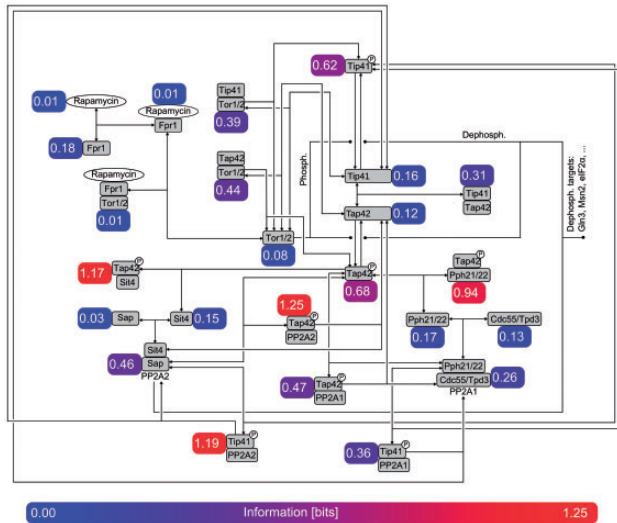 0.62
P
Tip41
0.01
Rapamycin
0.01
Rapamycin
Fpr1
0.18
Fpr1
Tip41
Tor1/2
0.39
Rapamycin
Fpr1
Tor1/2
0.01
Tap42
Tor1/2
0.44
Phosph.
Dephosph.
Dephosph. targets:
Gln3, Msn2, eIF2α, ...
Tip41
0.16
0.31
Tip41
Tap42
Tap42
0.12
Tor1/2
0.08
1.17
P
Tap42
Sit4
P
Tap42
0.68
P
Tap42
Pph21/22
0.94
0.03
Sap
Sit4
0.15
1.25
P
Tap42
PP2A2
Pph21/22
0.17
Cdc55/Tpd3
0.13
0.46
Sit4
Sap
PP2A2
0.47
P
Tap42
PP2A1
Pph21/22
Cdc55/Tpd3
0.26
PP2A1
1.19
P
Tip41
PP2A2
0.36
P
Tip41
PP2A1
0.00
Information [bits]
1.25